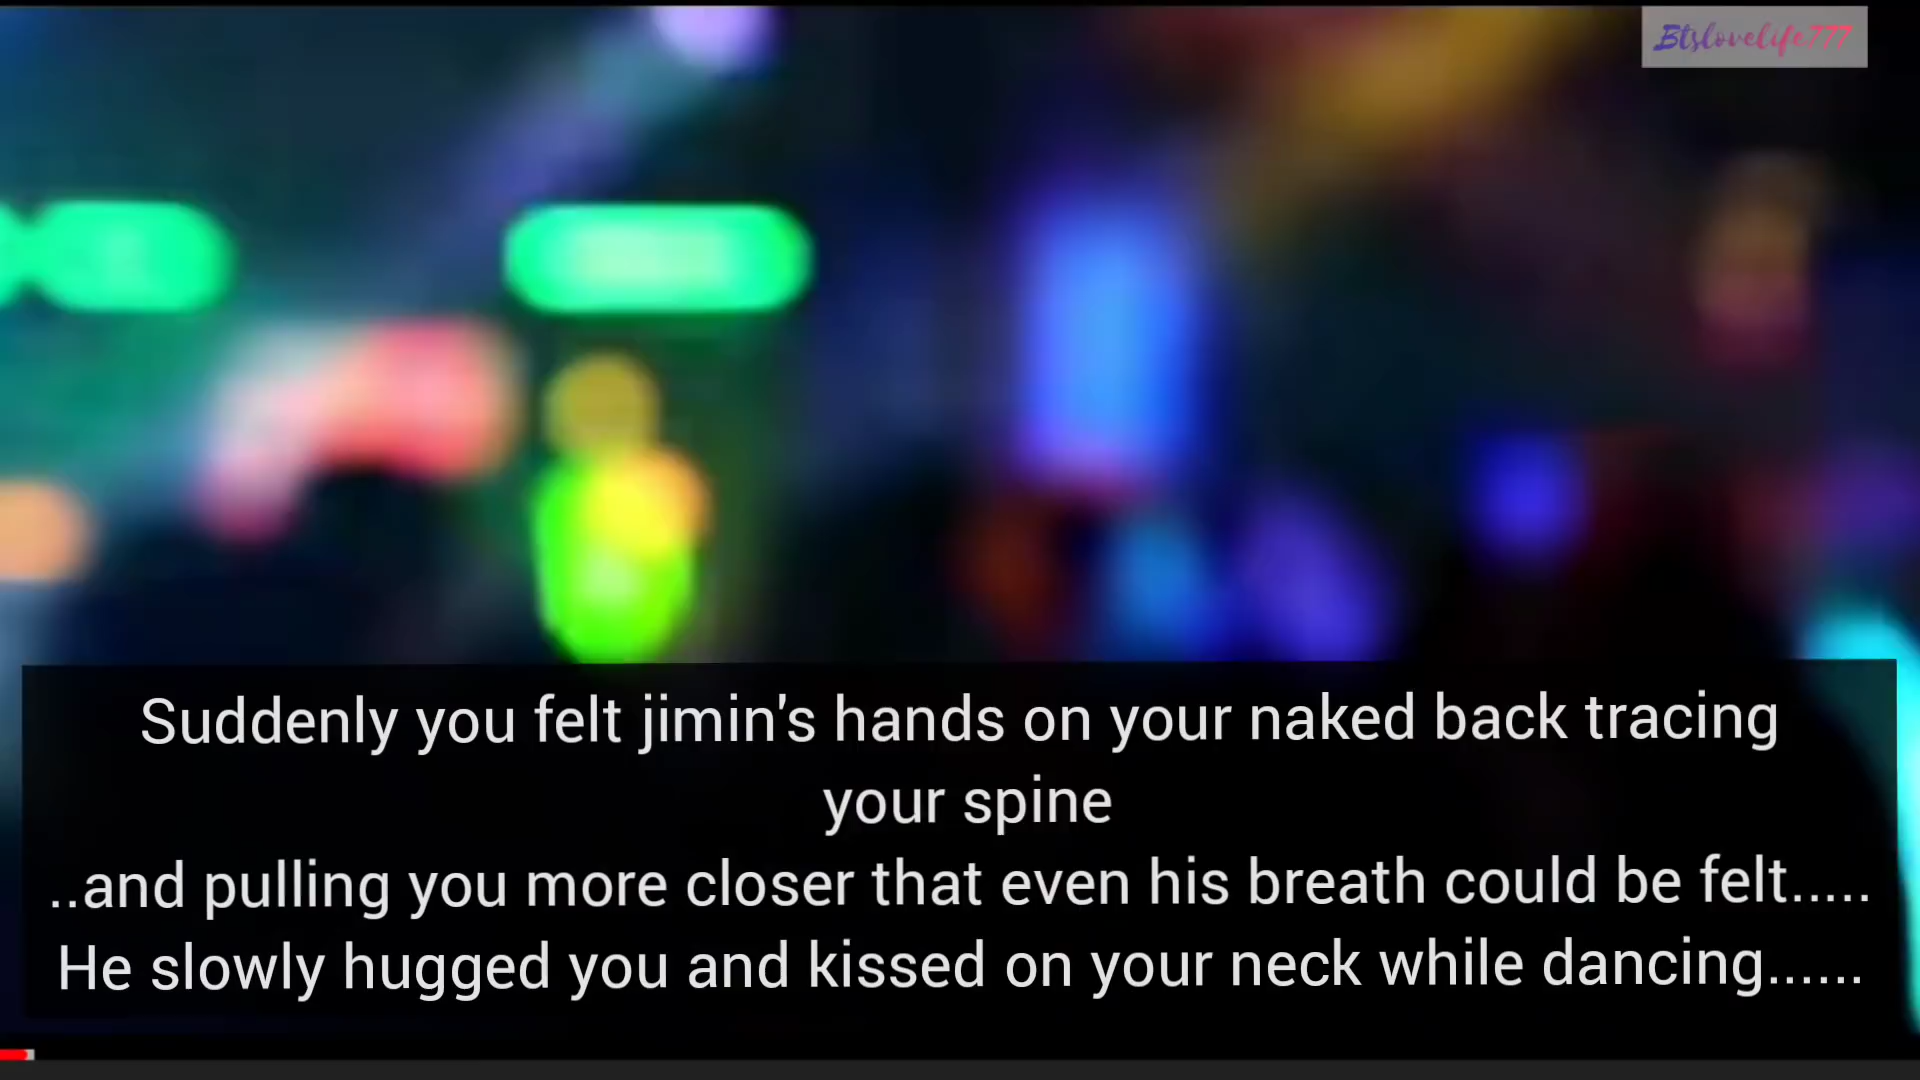 Btslovelife777
Suddenly you felt jimin's hands on your naked back tracing
your spine
..and pulling you more closer that even his breath could be felt.....
He slowly hugged you and kissed on your neck while dancing......